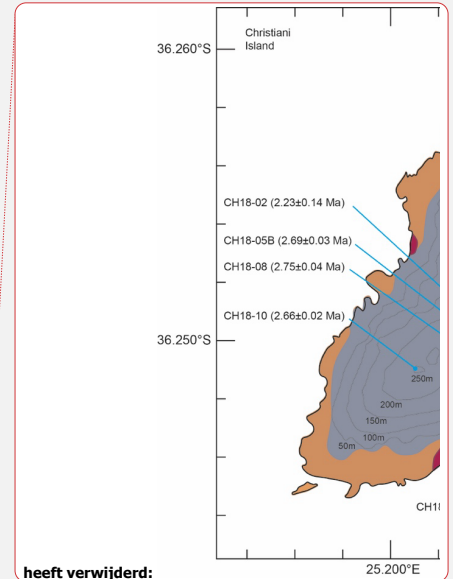 Christiani
Island
36.260°S
CH18-02 (2.23±0.14 Ma)
CH18-05B (2.69±0.03 Ma)
CH18-08 (2.75±0.04 Ma)
CH18-10 (2.66±0.02 Ma)
36.250°S
250m
200m
150m
100m
50m
25.200°E
heeft verwijderd: